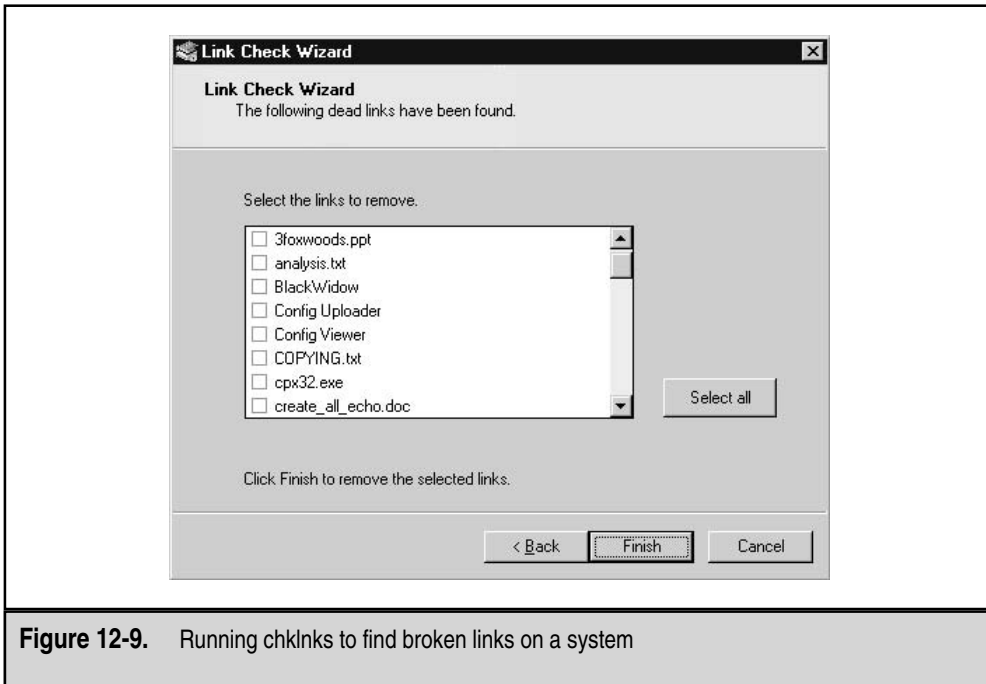 Link Check Wizard
Link Check Wizard
The following dead links have been found.
Select the links to remove.
3foxwoods.ppt
analysis.txt
BlackWidow
Config Uploader
Config Viewer
COPYING.txt
cpx32.exe
create_all_echo.doc
Select all
Click Finish to remove the selected links.
< Back
Finish
Cancel
Figure 12-9. Running chklnks to find broken links on a system